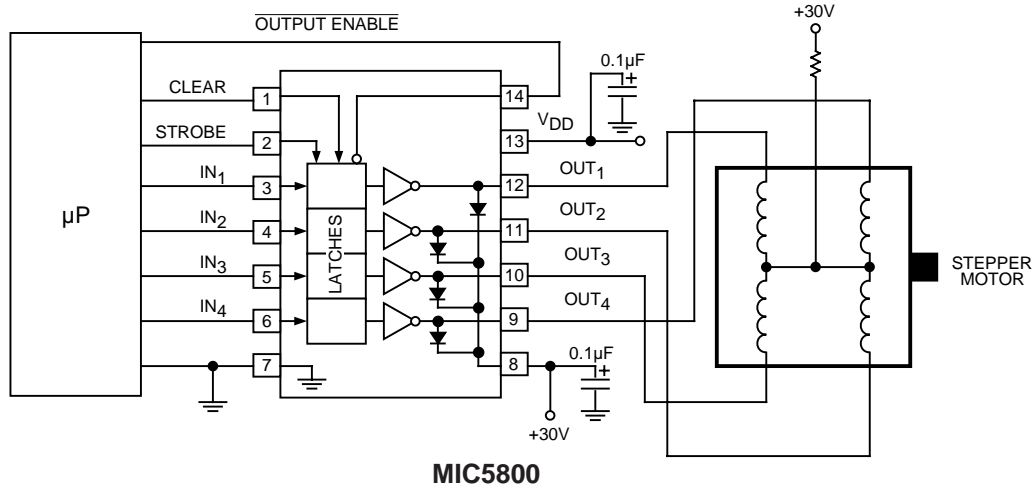 OUTPUT ENABLE
+30V
0.1µF
+
CLEAR
1
14
VDD
STROBE
2
13
IN1
3
12
OUT1
IN2
4
11
OUT2
µP
LATCHES
IN3
5
10
OUT3
STEPPER
MOTOR
IN4
6
9
OUT4
7
8
0.1µF
+
+30V
MIC5800